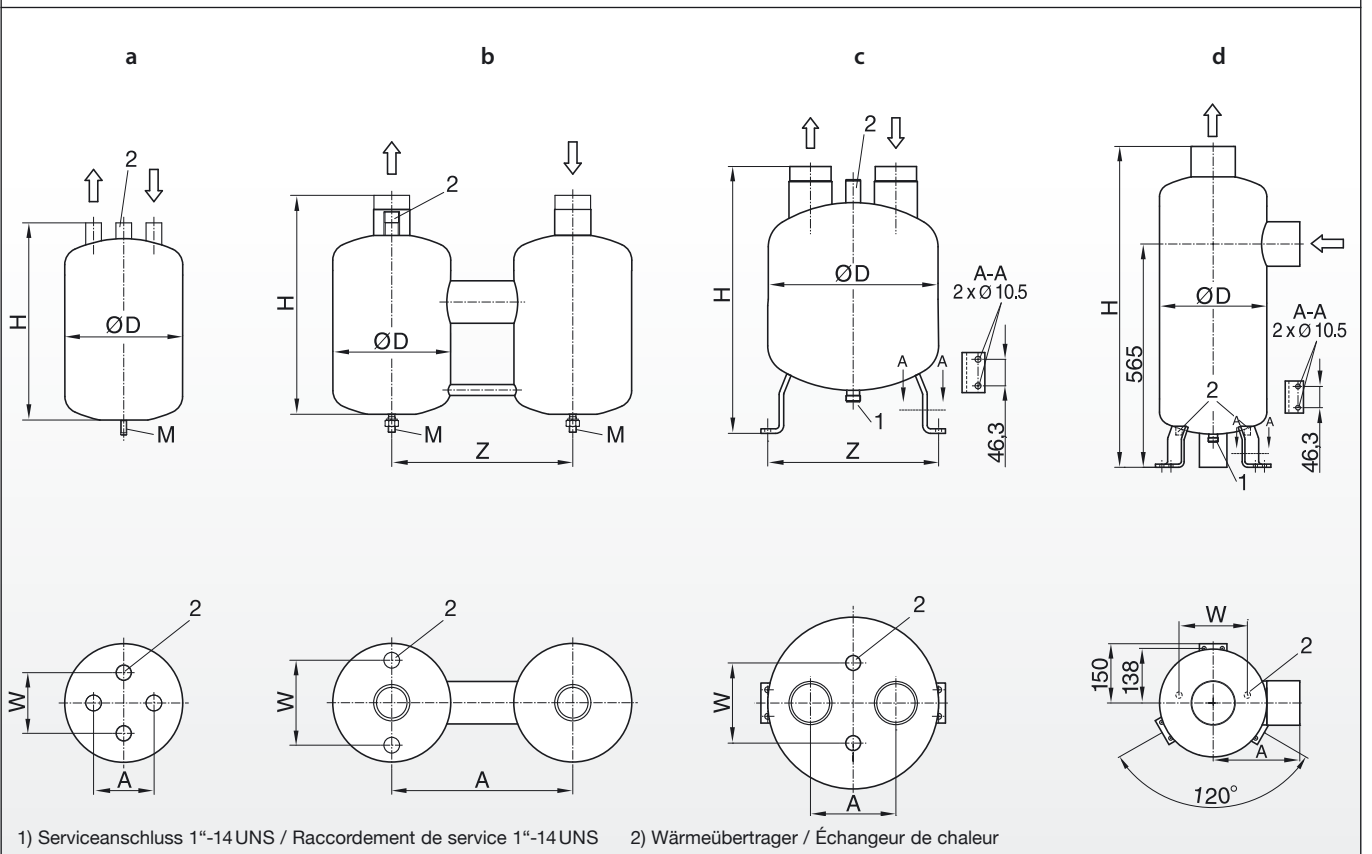 a b c d
2
H
ØD
M
2
H
ØD
M
M
Z
2
H
ØD
A-A
2 x Ø 10.5
A A
1
46,3
Z
H
565
ØD
A-A
2 x Ø 10.5
2
A A
1
46,3
2
W
A
2
W
A
2
W
A
W
2
150
138
A
120°
1) Serviceanschluss 1“-14 UNS / Raccordement de service 1“-14 UNS 2) Wärmeübertrager / Échangeur de chaleur